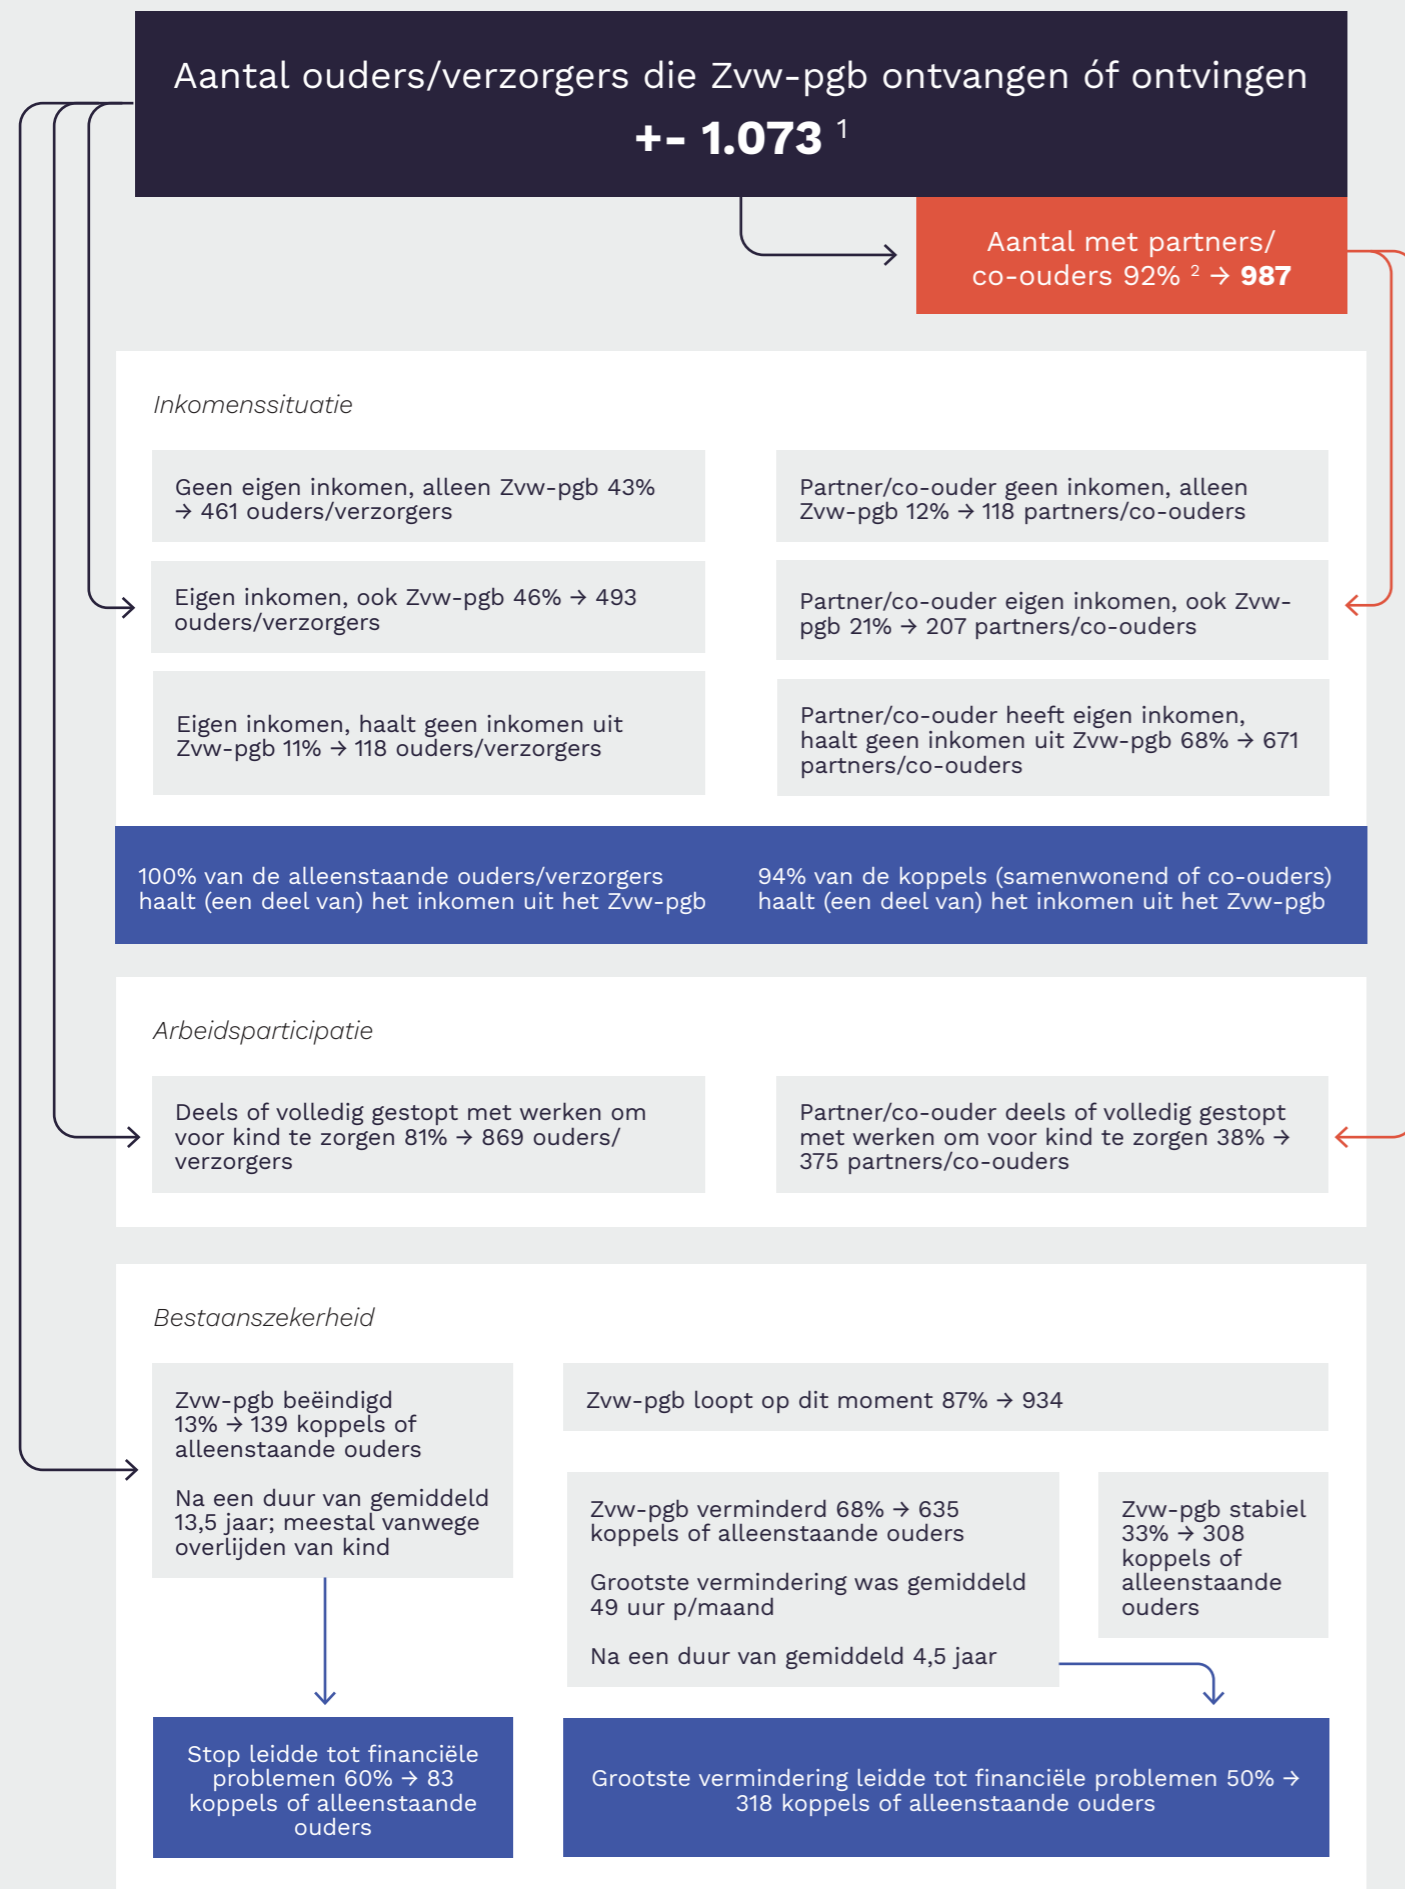 Aantal ouders/verzorgers die Zvw-pgb ontvangen óf ontvingen
+- 1.073 1
Aantal met partners/
co-ouders 92% 2 → 987
Inkomenssituatie
Geen eigen inkomen, alleen Zvw-pgb 43%
→ 461 ouders/verzorgers
Partner/co-ouder geen inkomen, alleen
Zvw-pgb 12% → 118 partners/co-ouders
Eigen inkomen, ook Zvw-pgb 46% → 493
ouders/verzorgers
Partner/co-ouder eigen inkomen, ook Zvw-
pgb 21% → 207 partners/co-ouders
Eigen inkomen, haalt geen inkomen uit
Zvw-pgb 11% → 118 ouders/verzorgers
Partner/co-ouder heeft eigen inkomen,
haalt geen inkomen uit Zvw-pgb 68% → 671
partners/co-ouders
100% van de alleenstaande ouders/verzorgers
haalt (een deel van) het inkomen uit het Zvw-pgb
94% van de koppels (samenwonend of co-ouders)
haalt (een deel van) het inkomen uit het Zvw-pgb
Arbeidsparticipatie
Deels of volledig gestopt met werken om
voor kind te zorgen 81% → 869 ouders/
verzorgers
Partner/co-ouder deels of volledig gestopt
met werken om voor kind te zorgen 38% →
375 partners/co-ouders
Bestaanszekerheid
Zvw-pgb beëindigd
13% → 139 koppels of
alleenstaande ouders
Na een duur van gemiddeld
13,5 jaar; meestal vanwege
overlijden van kind
Zvw-pgb loopt op dit moment 87% → 934
Zvw-pgb verminderd 68% → 635
koppels of alleenstaande ouders
Grootste vermindering was gemiddeld
49 uur p/maand
Na een duur van gemiddeld 4,5 jaar
Zvw-pgb stabiel
33% → 308
koppels of
alleenstaande
ouders
Stop leidde tot financiële
problemen 60% → 83
koppels of alleenstaande
ouders
Grootste vermindering leidde tot financiële problemen 50% →
318 koppels of alleenstaande ouders